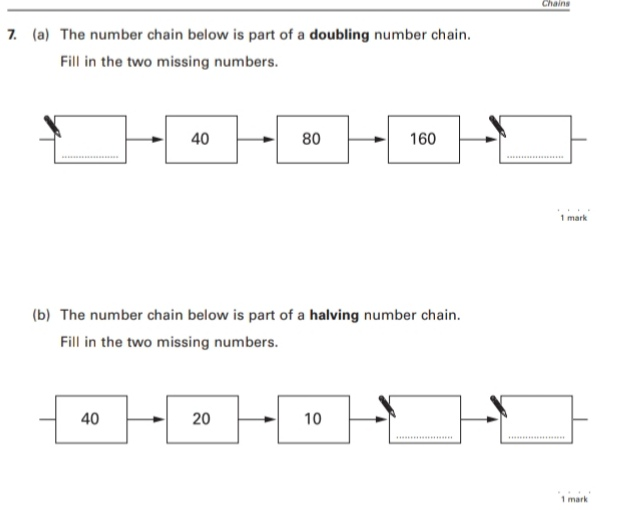 Chains
7. (a) The number chain below is part of a doubling number chain.
Fill in the two missing numbers.
40 80 160
1 mark
(b) The number chain below is part of a halving number chain.
Fill in the two missing numbers.
40 20 10
1 mark